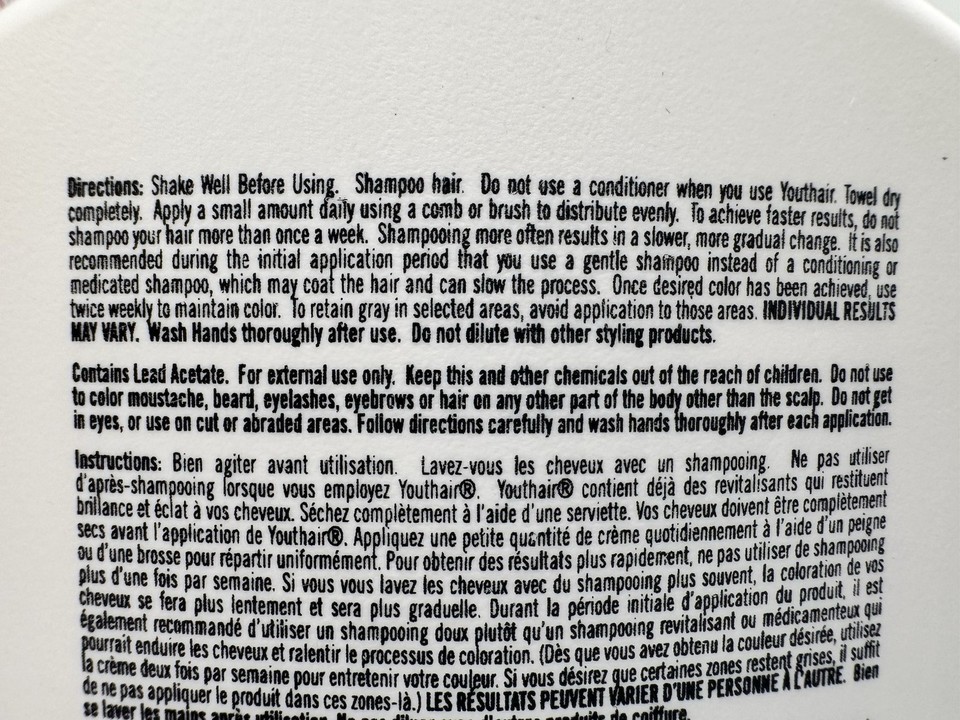 Directions: Shake Well Before Using. Shampoo hair. Do not use a conditioner when you use Youthair. Towel dry
completely. Apply a small amount daily using a comb or brush to distribute evenly. To achieve faster results, do not
shampoo your hair more than once a week. Shampooing more often results in a slower, more gradual change. It is also
recommended during the initial application period that you use a gentle shampoo instead of a conditioning or
medicated shampoo, which may coat the hair and can slow the process. Once desired color has been achieved, use
twice weekly to maintain color. To retain gray in selected areas, avoid application to those areas. INDIVIDUAL RESULTS
MAY VARY. Wash Hands thoroughly after use. Do not dilute with other styling products.
Contains Lead Acetate. For external use only. Keep this and other chemicals out of the reach of children. Do not use
to color moustache, beard, eyelashes, eyebrows or hair on any other part of the body other than the scalp. Do not get
in eyes, or use on cut or abraded areas. Follow directions carefully and wash hands thoroughly after each application.
Instructions: Bien agiter avant utilisation. Lavez-vous les cheveux avec un shampooing. Ne pas utiliser
d'après-shampooing lorsque vous employez Youthair®. Youthair® contient déjà des revitalisants qui restituent
brillance et éclat à vos cheveux. Séchez complètement à l'aide d'une serviette. Vos cheveux doivent être complètement
secs avant l'application de Youthair®. Appliquez une petite quantité de crème quotidiennement à l'aide d'un peigne
ou d'une brosse pour répartir uniformément. Pour obtenir des résultats plus rapidement, ne pas utiliser de shampooing
plus d'une fois par semaine. Si vous vous lavez les cheveux avec du shampooing plus souvent, la coloration de vos
cheveux se fera plus lentement et sera plus graduelle. Durant la période initiale d'application du produit, il est
également recommandé d'utiliser un shampooing doux plutôt qu'un shampooing revitalisant ou médicamenteux qui
pourrait enduire les cheveux et ralentir le processus de coloration. (Dès que vous avez obtenu la couleur désirée, utilisez
la crème deux fois par semaine pour entretenir votre couleur. Si vous désirez que certaines zones restent grises, il suffit
de ne pas appliquer le produit dans ces zones-là.) LES RÉSULTATS PEUVENT VARIER D'UNE PERSONNE À L'AUTRE. Bien
se laver les mains après utilisation. Ne pas diluer avec d'autres produits de coiffure.